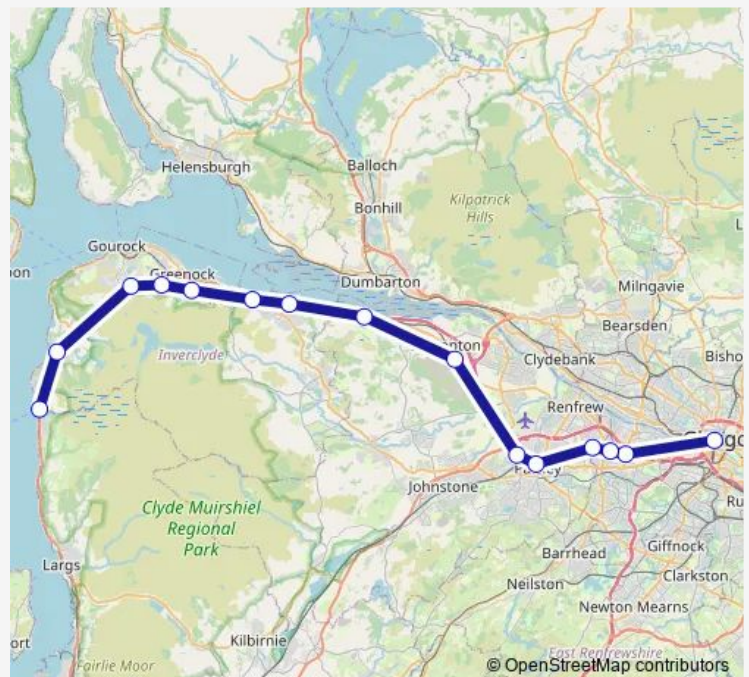 Helensburgh
Balloch
Bonhill
Kilpatrick
Hills
Gourock
Greenock
Dumbarton
Milngavie
Inverclyde
Bearsden
Clydebank
Renfrew
Johnstone
Clyde Muirshiel
Regional
Park
Largs
Barrhead
Giffnock
Neilston
Clarkston
Newton Mearns
Kilbirnie
East Renfrewshire
Fairlie Moor
© OpenStreetMap contributors